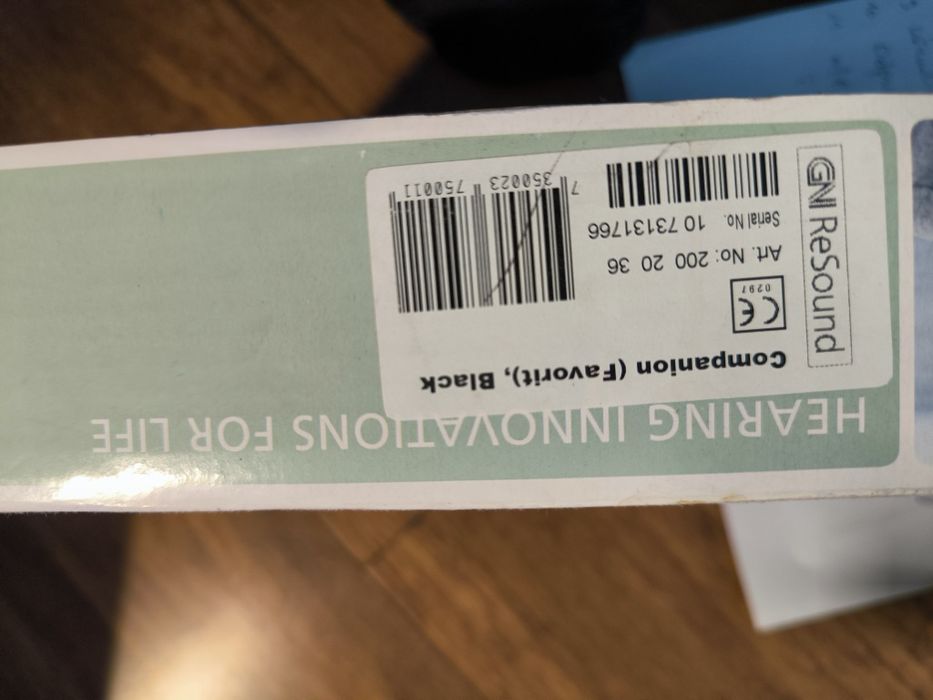 HEARING INNOVATIONS FOR LIFE
Companion (Favorit), Black
GN ReSound
CE
0297
Art. No: 200 20 36
Serial No. 10 73131766
7 350023 750011